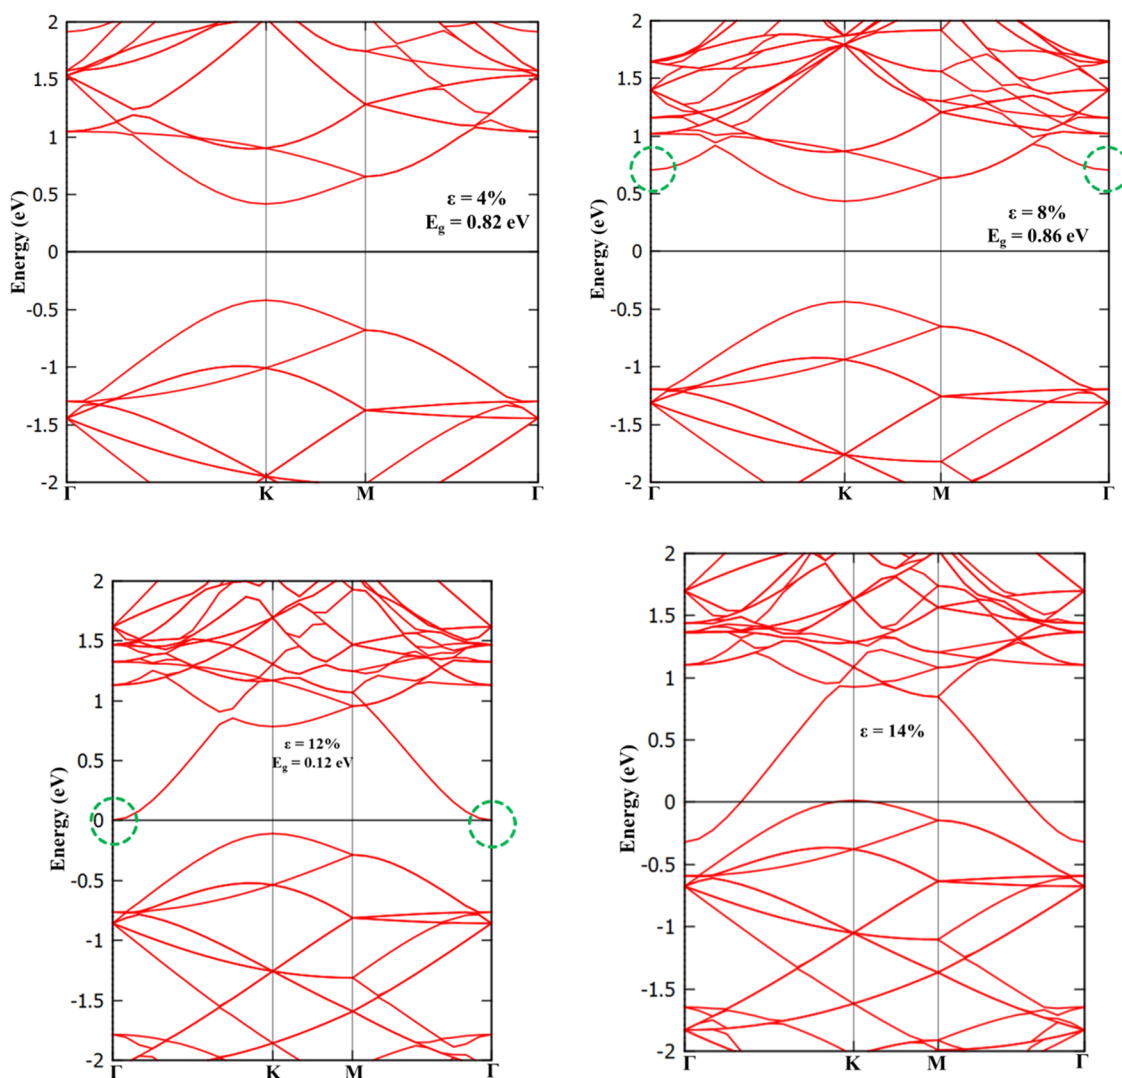 2
1.5
1
0.5
0
-0.5
-1
-1.5
-2
Energy (eV)
ε = 4%
E_g = 0.82 eV
Γ K M Γ
2
1.5
1
0.5
0
-0.5
-1
-1.5
-2
Energy (eV)
ε = 8%
E_g = 0.86 eV
Γ K M Γ
2
1.5
1
0.5
0
-0.5
-1
-1.5
-2
Energy (eV)
ε = 12%
E_g = 0.12 eV
Γ K M Γ
2
1.5
1
0.5
0
-0.5
-1
-1.5
-2
Energy (eV)
ε = 14%
Γ K M Γ